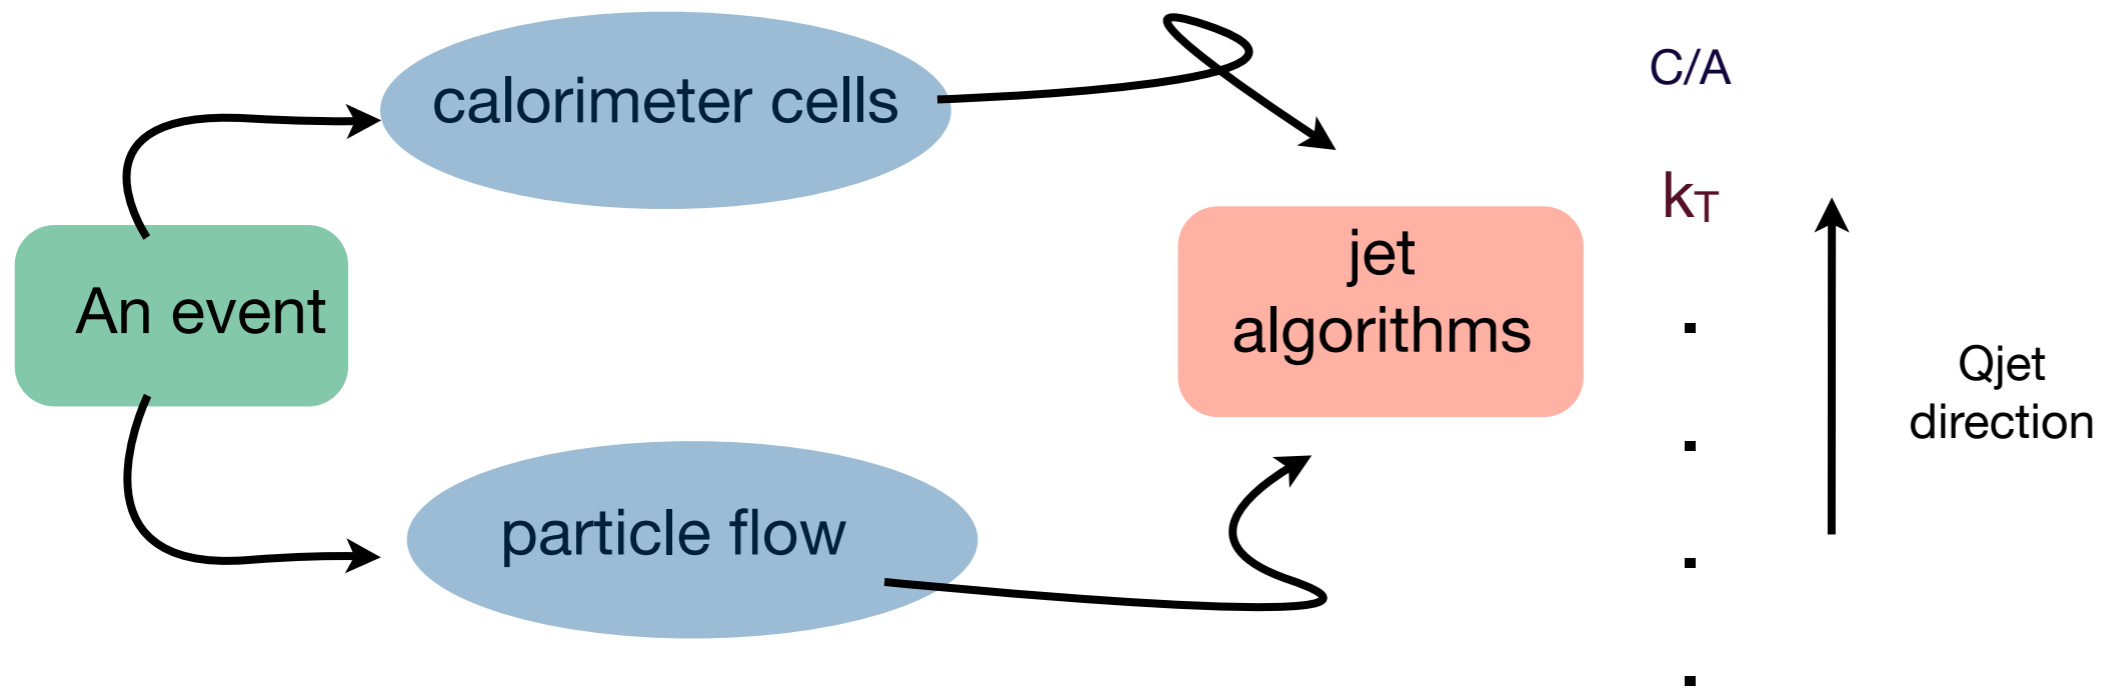 calorimeter cells
C/A
kT
An event
jet
algorithms
Qjet
direction
particle flow